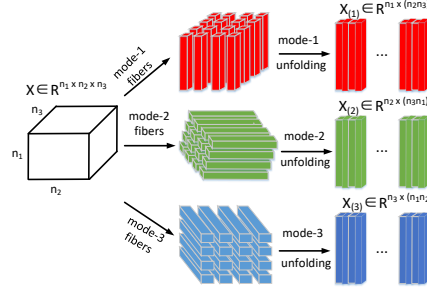 X ∈ R^{n₁ x n₂ x n₃}
n₃
n₁
n₂
mode-1
fibers
mode-2
fibers
mode-3
fibers
mode-1
unfolding
mode-2
unfolding
mode-3
unfolding
X₍₁₎ ∈ R^{n₁ x (n₂n₃
...
X₍₂₎ ∈ R^{n₂ x (n₃n₁)}
...
X₍₃₎ ∈ R^{n₃ x (n₁n₂)}
...